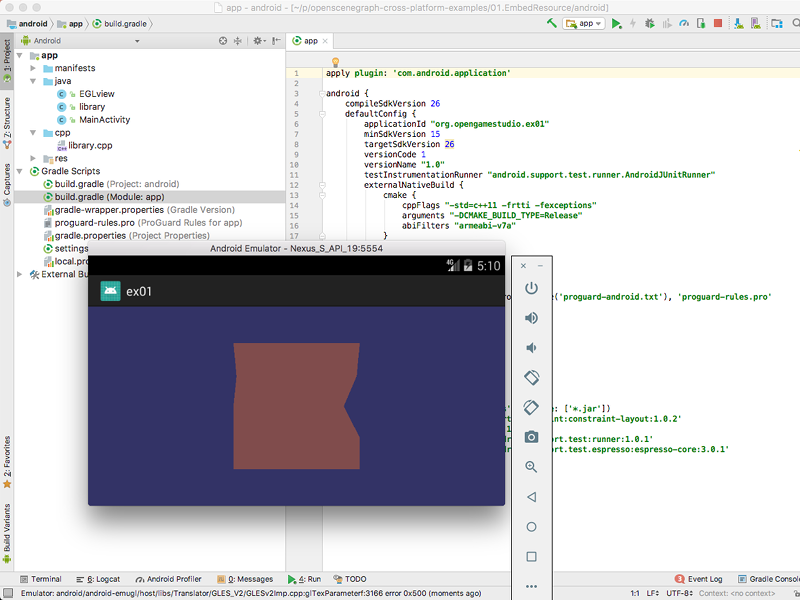 app - android - [~/p/openscenegraph-cross-platform-examples/01.EmbedResource/android]
android
app
build.gradle
app
Android
app
1: Project
Z: Structure
Captures
2: Favorites
Build Variants
app
manifests
java
EGLview
library
MainActivity
cpp
library.cpp
res
Gradle Scripts
build.gradle (Project: android)
build.gradle (Module: app)
gradle-wrapper.properties (Gradle Version)
proguard-rules.pro (ProGuard Rules for app)
gradle.properties (Project Properties)
settings
local.pro
External Bu
1 apply plugin: 'com.android.application'
2
3 android {
4 compileSdkVersion 26
5 defaultConfig {
6 applicationId "org.opengamestudio.ex01"
7 minSdkVersion 15
8 targetSdkVersion 26
9 versionCode 1
10 versionName "1.0"
11 testInstrumentationRunner "android.support.test.runner.AndroidJUnitRunner"
12 externalNativeBuild {
13 cmake {
14 cppFlags "-std=c++11 -frtti -fexceptions"
15 arguments "-DCMAKE_BUILD_TYPE=Release"
16 abiFilters "armeabi-v7a"
17 }
('proguard-android.txt'), 'proguard-rules.pro'
: ['*.jar'])
nt:constraint-layout:1.0.2'
port.test:runner:1.0.1'
port.test.espresso:espresso-core:3.0.1'
Android Emulator - Nexus_S_API_19:5554
4G 5:10
ex01
Terminal
6: Logcat
Android Profiler
0: Messages
4: Run
TODO
3 Event Log
Gradle Console
Emulator: android/android-emugl/host/libs/Translator/GLES_V2/GLESv2Imp.cpp:glTexParameterf:3166 error 0x500 (moments ago)
1:1 LF÷ UTF-8÷ Context: <no context>